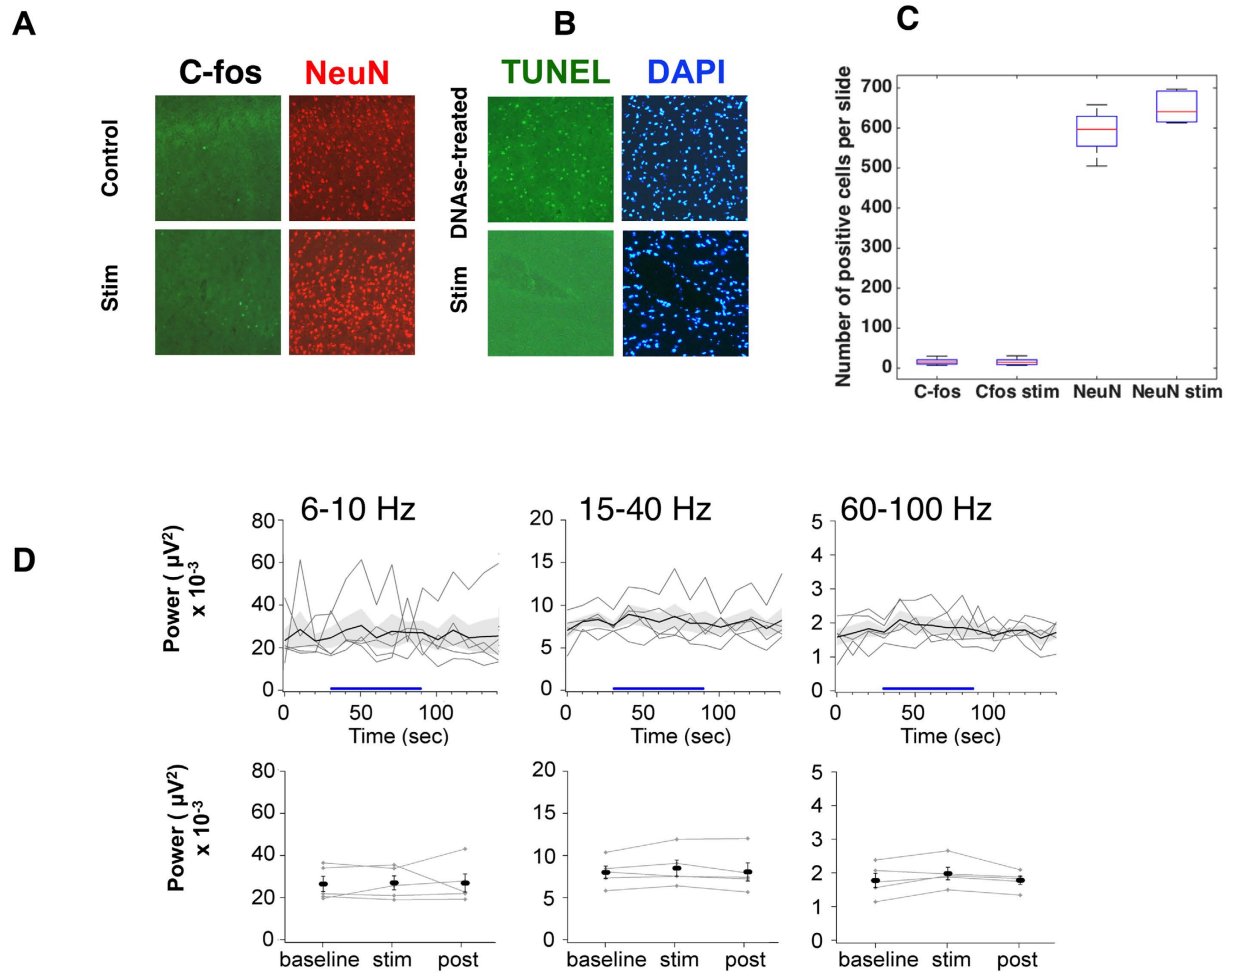 A
B
C
C-fos NeuN
TUNEL DAPI
Control
Stim
DNAse-treated
Stim
Number of positive cells per slide
700
600
500
400
300
200
100
0
C-fos Cfos stim NeuN NeuN stim
D
6-10 Hz
Power ( µV²)
x 10⁻³
80
60
40
20
0
0 50 100
Time (sec)
15-40 Hz
20
15
10
5
0
0 50 100
Time (sec)
60-100 Hz
5
4
3
2
1
0
0 50 100
Time (sec)
Power ( µV²)
x 10⁻³
80
60
40
20
0
baseline stim post
20
15
10
5
0
baseline stim post
5
4
3
2
1
0
baseline stim post